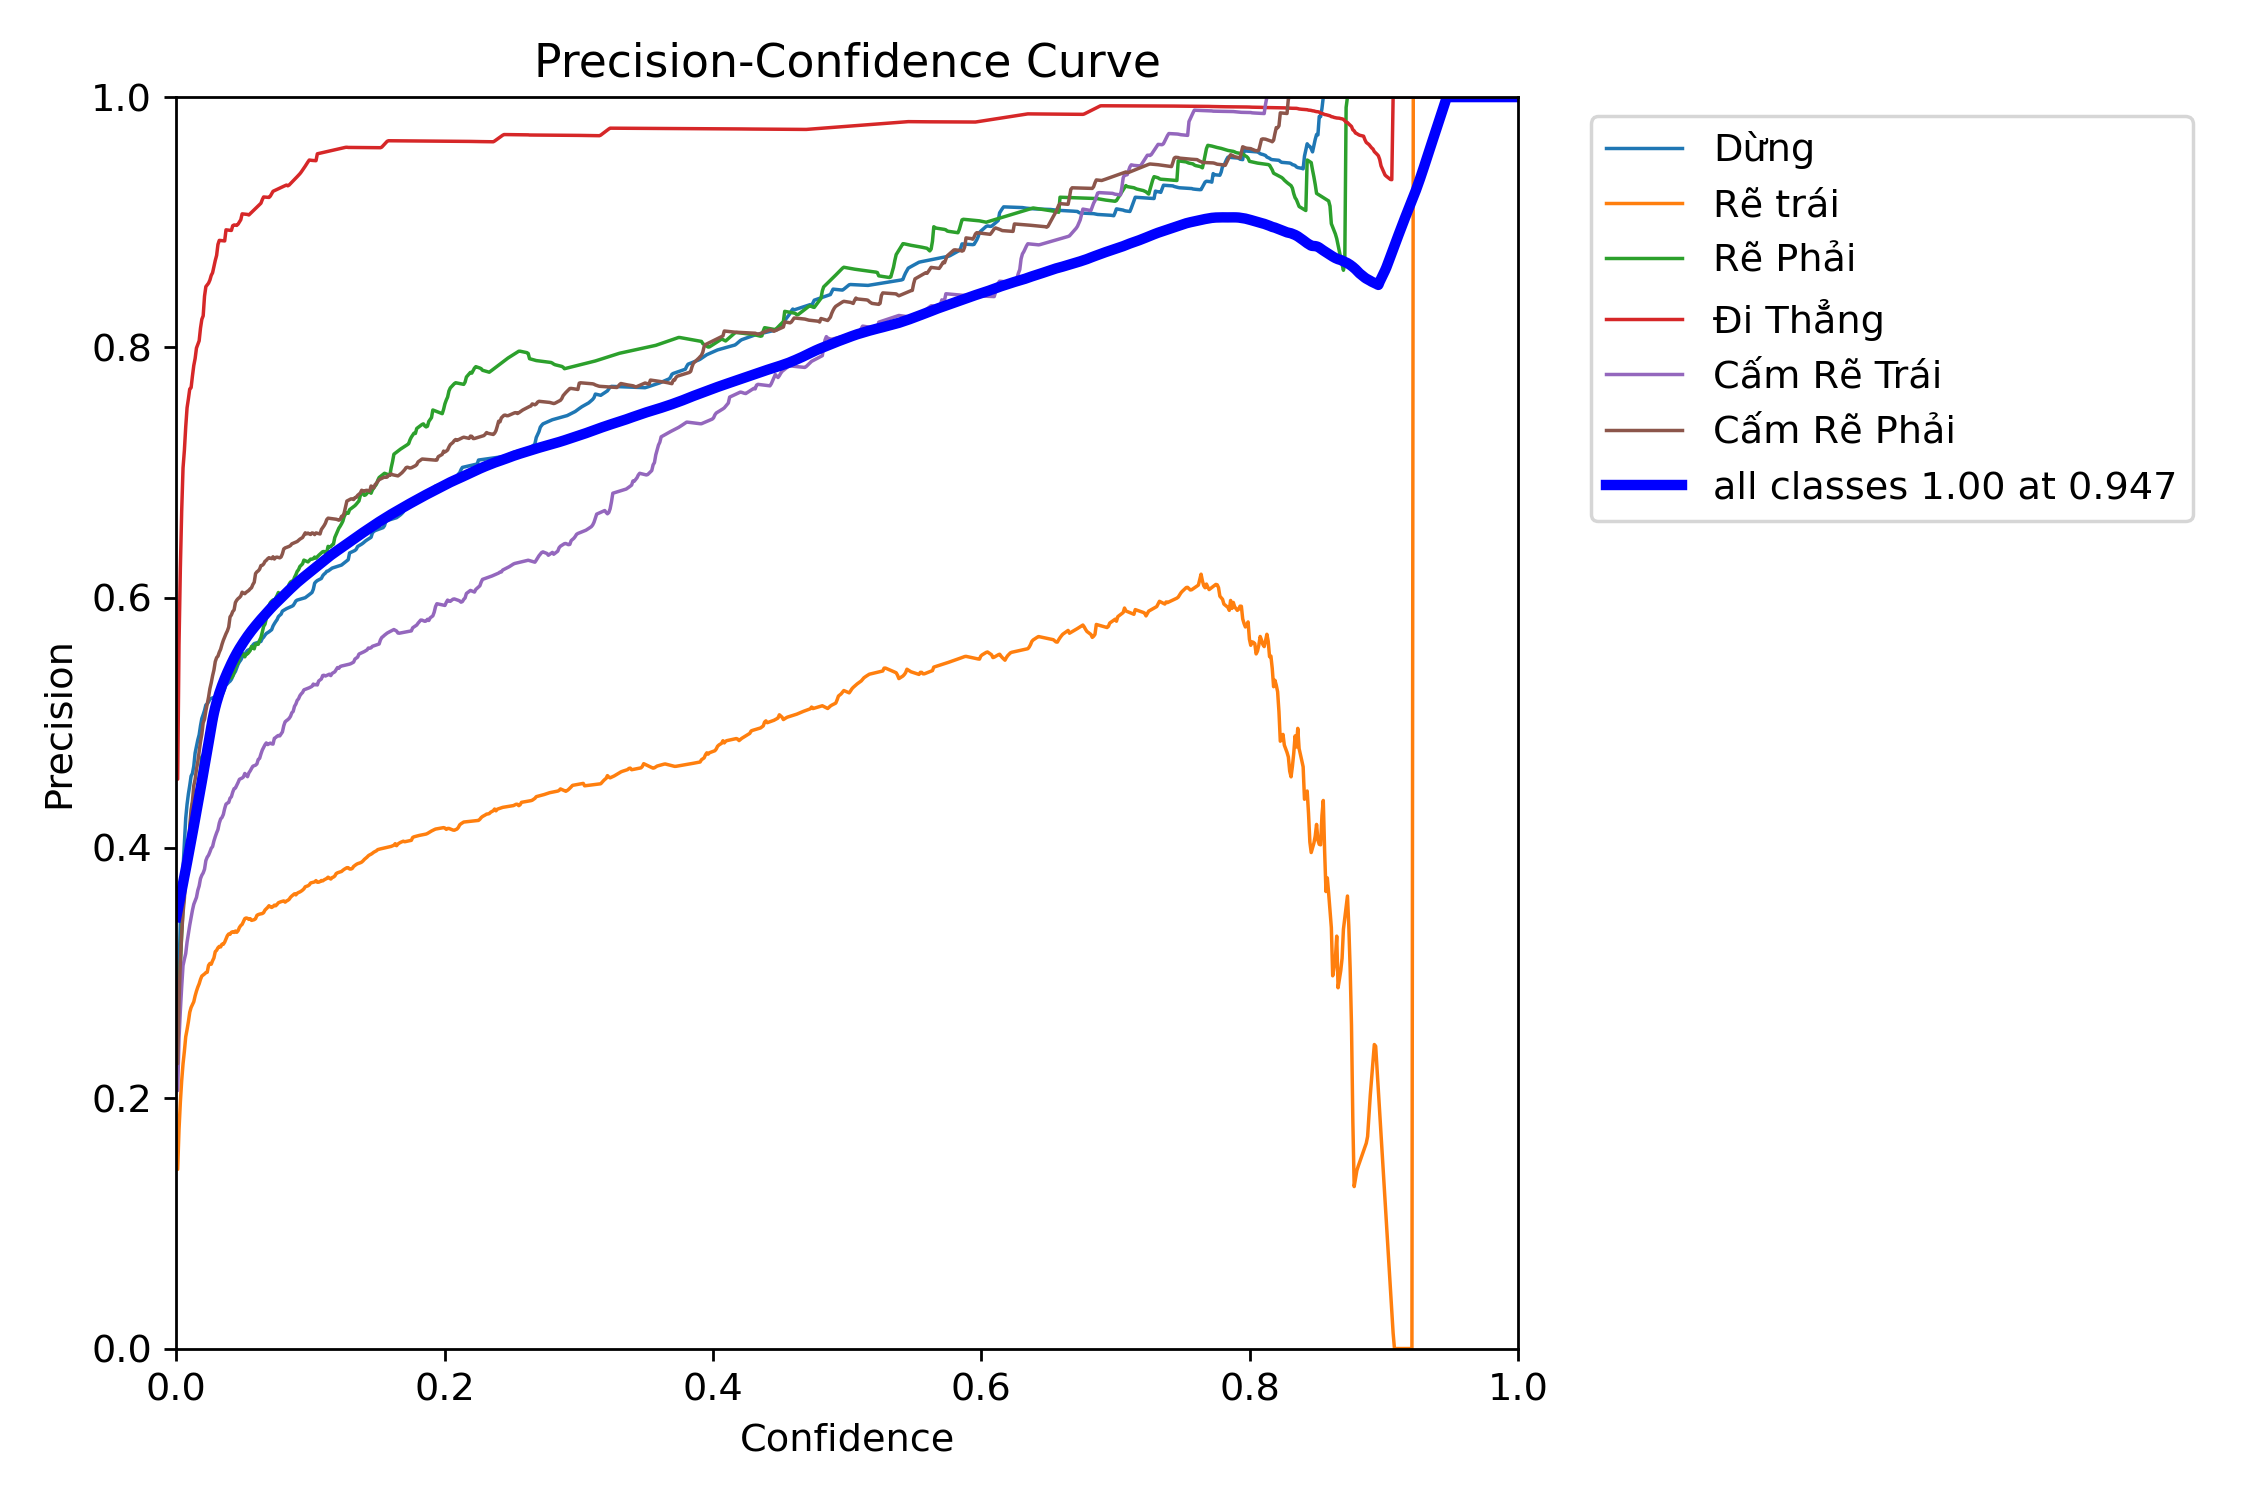 Precision-Confidence Curve
1.0
0.8
0.6
0.4
0.2
0.0
Precision
0.0 0.2 0.4 0.6 0.8 1.0
Confidence
Dừng
Rẽ trái
Rẽ Phải
Đi Thẳng
Cấm Rẽ Trái
Cấm Rẽ Phải
all classes 1.00 at 0.947